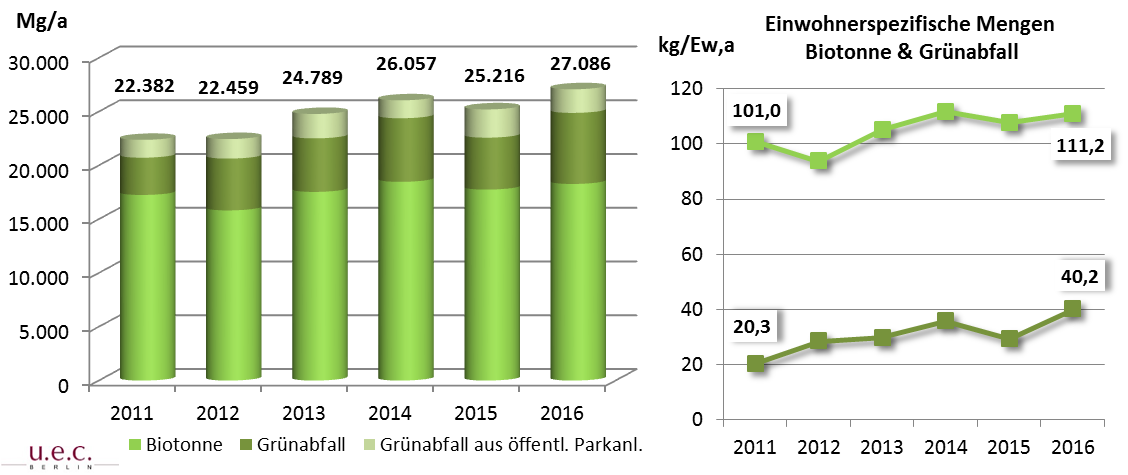 Mg/a
30.000
25.000
20.000
15.000
10.000
5.000
0
22.382 22.459 24.789 26.057 25.216 27.086
2011 2012 2013 2014 2015 2016
Biotonne Grünabfall Grünabfall aus öffentl. Parkanl.
u.e.c.
BERLIN
Einwohnerspezifische Mengen
Biotonne & Grünabfall
kg/Ew,a
120
100
80
60
40
20
0
101,0
111,2
20,3
40,2
2011 2012 2013 2014 2015 2016